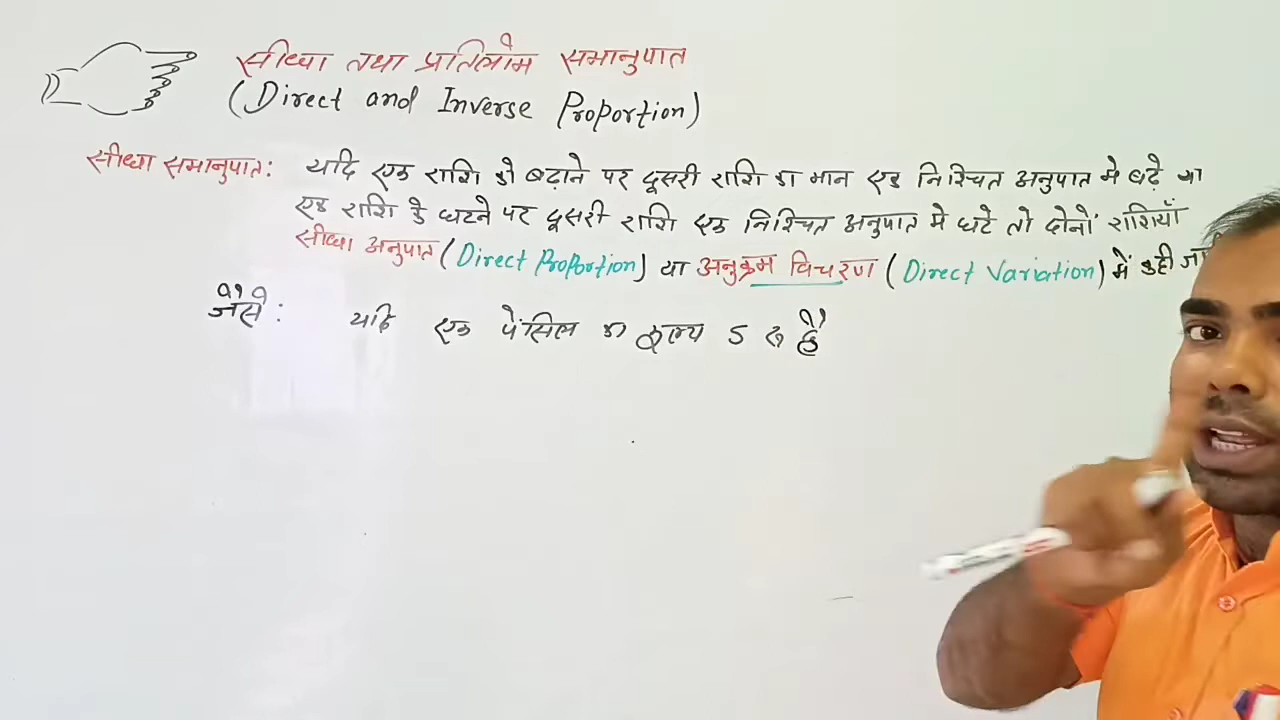 सीधा तथा प्रतिलोम समानुपात
(Direct and Inverse Proportion)
सीधा समानुपात: यदि एक राशि को बढ़ाने पर दूसरी राशि का मान एक निश्चित अनुपात मे बढ़े या
एक राशि के घटने पर दूसरी राशि एक निश्चित अनुपात मे घटे तो दोनों राशियाँ
सीधा अनुपात (Direct Proportion) या अनुक्रम विचरण (Direct Variation) में कही
जैसे: यदि एक पेंसिल का मूल्य 5 रु है